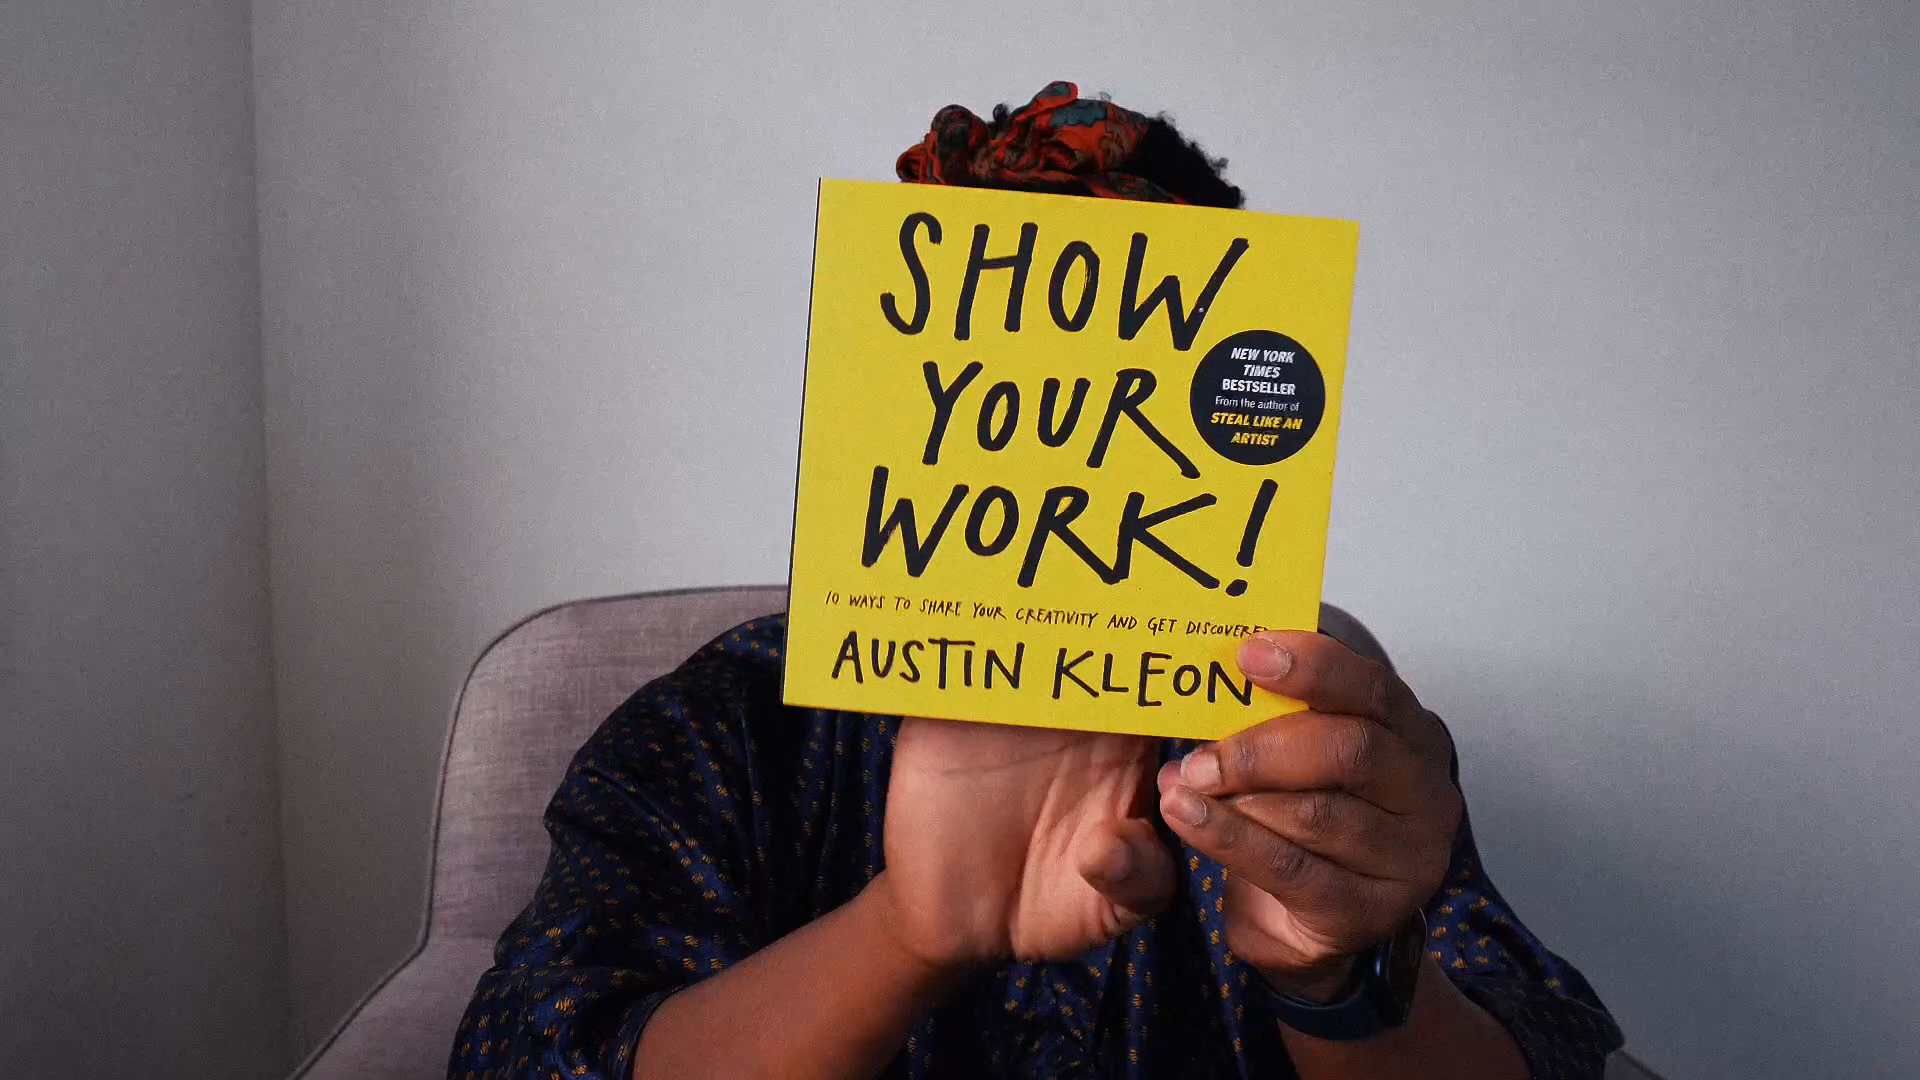 SHOW
YOUR
WORK!
NEW YORK
TIMES
BESTSELLER
From the author of
STEAL LIKE AN
ARTIST
10 WAYS TO SHARE YOUR CREATIVITY AND GET DISCOVERED
AUSTIN KLEON